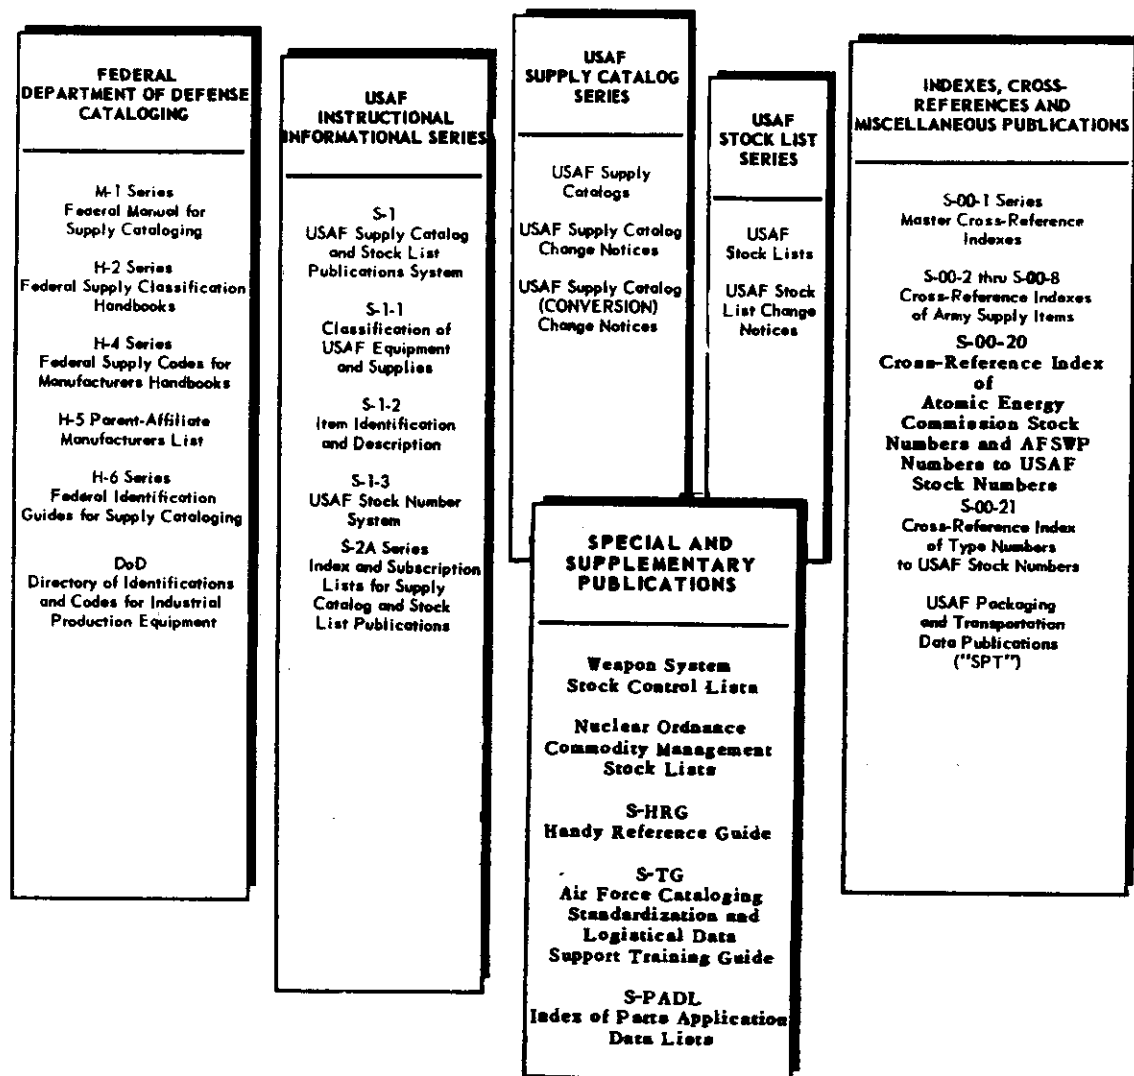 FEDERAL
DEPARTMENT OF DEFENSE
CATALOGING
M-1 Series
Federal Manual for
Supply Cataloging
H-2 Series
Federal Supply Classification
Handbooks
H-4 Series
Federal Supply Codes for
Manufacturers Handbooks
H-5 Parent-Affiliate
Manufacturers List
H-6 Series
Federal Identification
Guides for Supply Cataloging
DoD
Directory of Identifications
and Codes for Industrial
Production Equipment
USAF
INSTRUCTIONAL
INFORMATIONAL SERIES
S-1
USAF Supply Catalog
and Stock List
Publications System
S-1-1
Classification of
USAF Equipment
and Supplies
S-1-2
Item Identification
and Description
S-1-3
USAF Stock Number
System
S-2A Series
Index and Subscription
Lists for Supply
Catalog and Stock
List Publications
USAF
SUPPLY CATALOG
SERIES
USAF Supply
Catalogs
USAF Supply Catalog
Change Notices
USAF Supply Catalog
(CONVERSION)
Change Notices
USAF
STOCK LIST
SERIES
USAF
Stock Lists
USAF Stock
List Change
Notices
SPECIAL AND
SUPPLEMENTARY
PUBLICATIONS
Weapon System
Stock Control Lists
Nuclear Ordnance
Commodity Management
Stock Lists
S-HRG
Handy Reference Guide
S-TG
Air Force Cataloging
Standardization and
Logistical Data
Support Training Guide
S-PADL
Index of Parts Application
Data Lists
INDEXES, CROSS-
REFERENCES AND
MISCELLANEOUS PUBLICATIONS
S-00-1 Series
Master Cross-Reference
Indexes
S-00-2 thru S-00-8
Cross-Reference Indexes
of Army Supply Items
S-00-20
Cross-Reference Index
of
Atomic Energy
Commission Stock
Numbers and AFSWP
Numbers to USAF
Stock Numbers
S-00-21
Cross-Reference Index
of Type Numbers
to USAF Stock Numbers
USAF Packaging
and Transportation
Data Publications
("SPT")